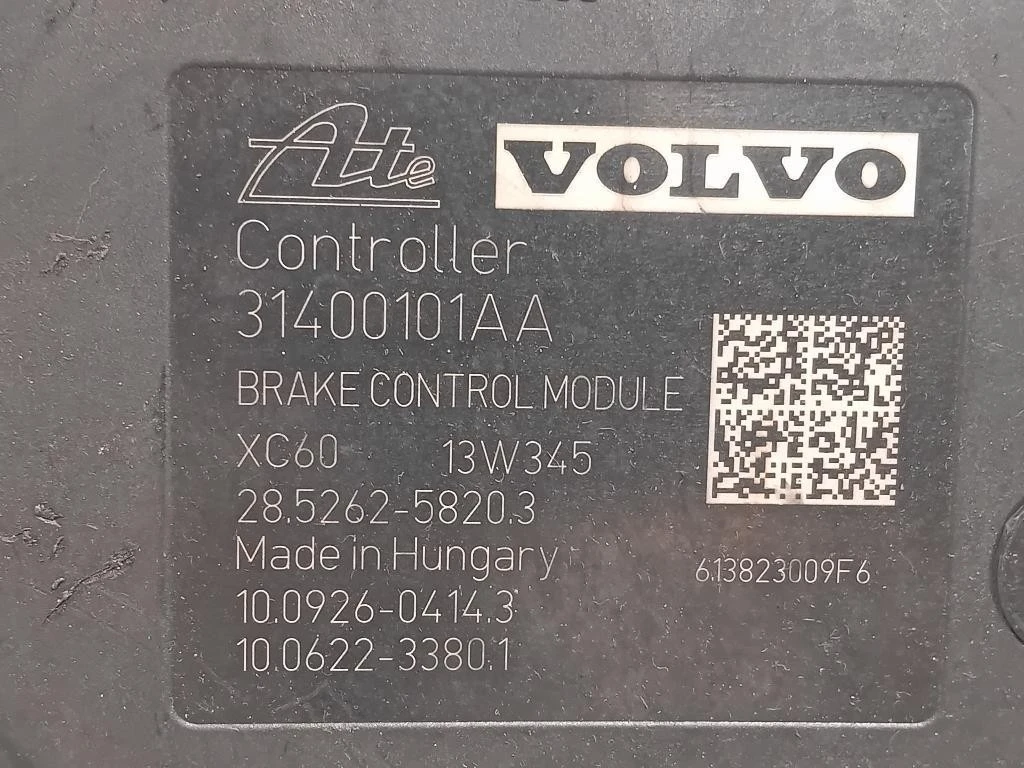 Ate VOLVO
Controller
31400101AA
BRAKE CONTROL MODULE
XC60 13W345
28.5262-5820.3
Made in Hungary 613823009F6
10.0926-0414.3
10.0622-3380.1